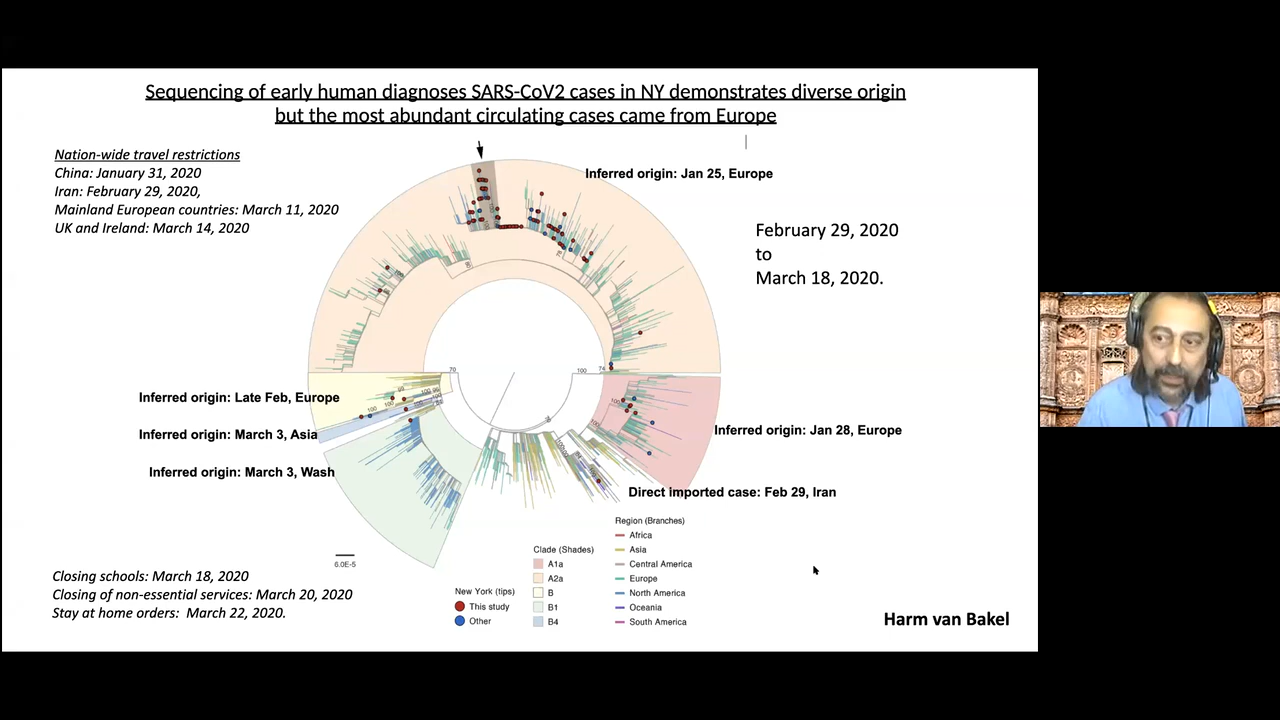 Sequencing of early human diagnoses SARS-CoV2 cases in NY demonstrates diverse origin
but the most abundant circulating cases came from Europe
Nation-wide travel restrictions
China: January 31, 2020
Iran: February 29, 2020,
Mainland European countries: March 11, 2020
UK and Ireland: March 14, 2020
Inferred origin: Jan 25, Europe
February 29, 2020
to
March 18, 2020.
70
100
74
Inferred origin: Late Feb, Europe
Inferred origin: March 3, Asia
Inferred origin: March 3, Wash
Inferred origin: Jan 28, Europe
Direct imported case: Feb 29, Iran
6.0E-5
Closing schools: March 18, 2020
Closing of non-essential services: March 20, 2020
Stay at home orders: March 22, 2020.
New York (tips)
This study
Other
Clade (Shades)
A1a
A2a
B
B1
B4
Region (Branches)
Africa
Asia
Central America
Europe
North America
Oceania
South America
Harm van Bakel